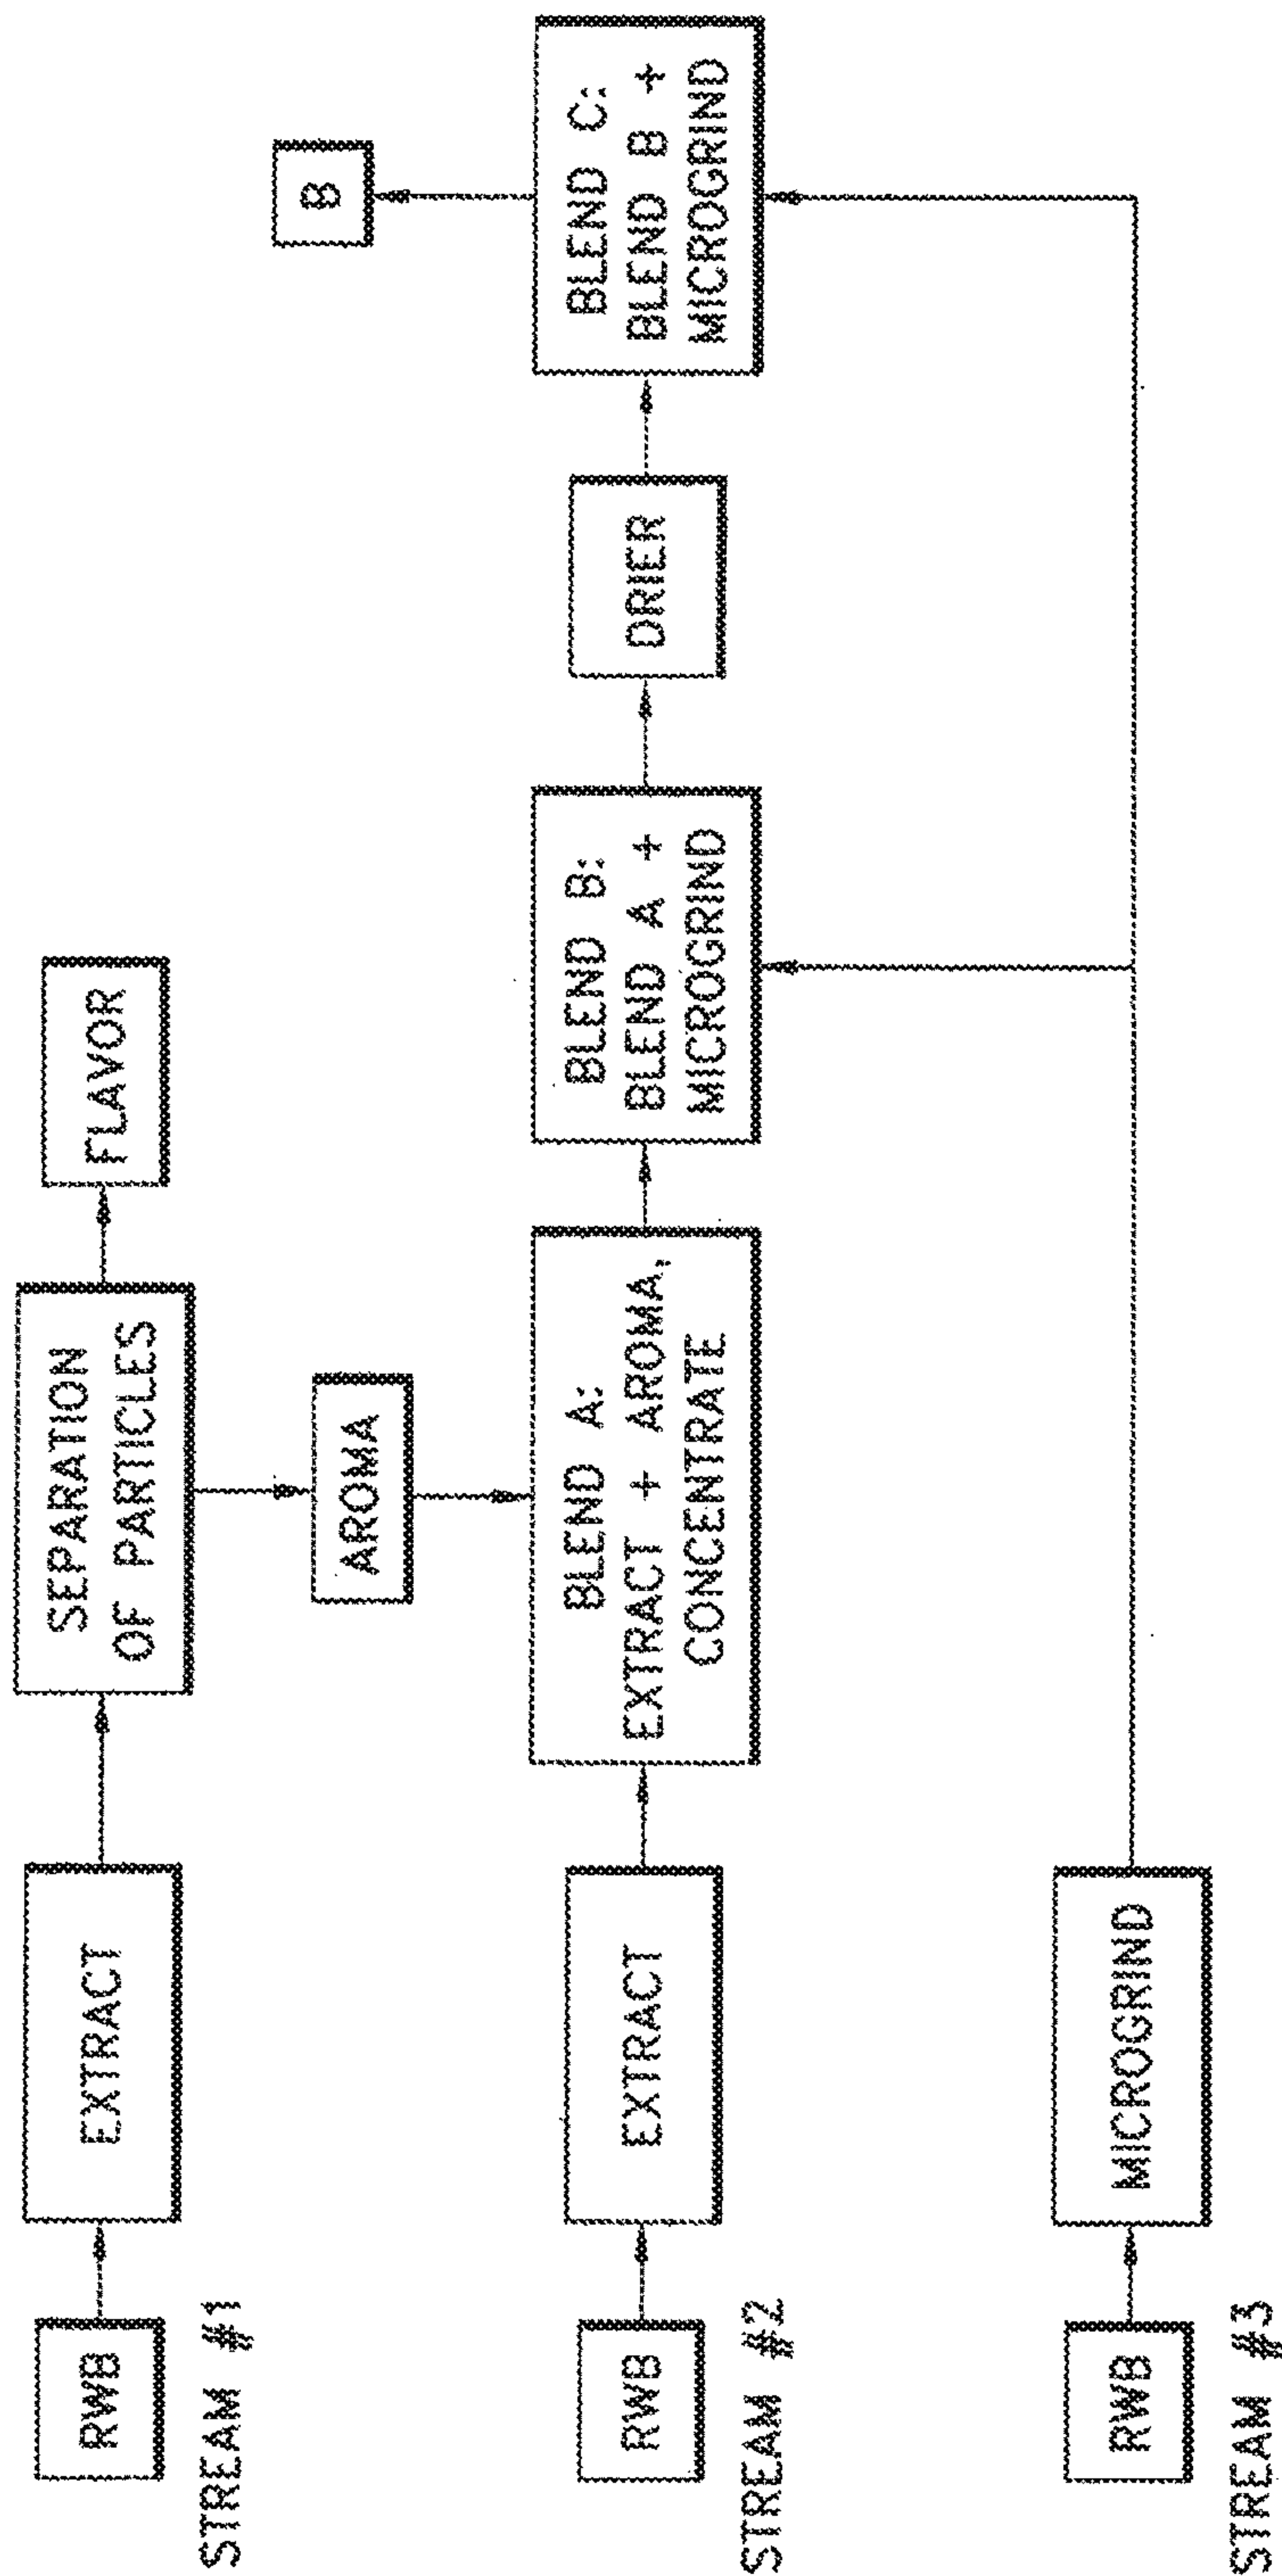 RWB
EXTRACT
SEPARATION
OF PARTICLES
FLAVOR
STREAM #1
AROMA
B
RWB
EXTRACT
BLEND A:
EXTRACT + AROMA,
CONCENTRATE
BLEND B:
BLEND A +
MICROGRIND
DRIER
BLEND C:
BLEND B +
MICROGRIND
STREAM #2
RWB
MICROGRIND
STREAM #3